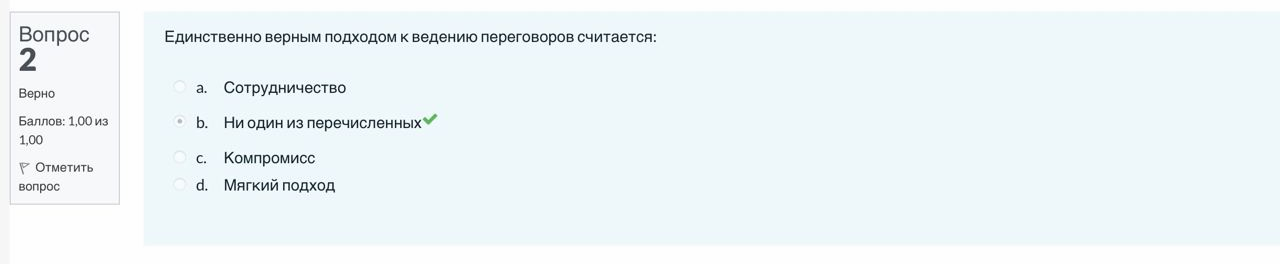 Вопрос
2
Верно
Баллов: 1,00 из
1,00
Отметить
вопрос
Единственно верным подходом к ведению переговоров считается:
a. Сотрудничество
b. Ни один из перечисленных
c. Компромисс
d. Мягкий подход